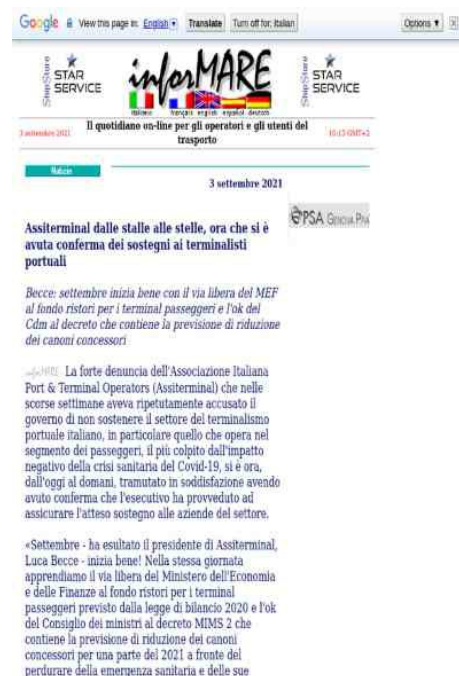 Google View this page in: English Translate Turn off for: Italian Options
ShipStore STAR SERVICE
inforMARE
italiano français english español deutsch
ShipStore STAR SERVICE
3 settembre 2021
Il quotidiano on-line per gli operatori e gli utenti del
trasporto
10:13 GMT+2
Notizie
3 settembre 2021
PSA GENOVA PRA
Assiterminal dalle stalle alle stelle, ora che si è
avuta conferma dei sostegni ai terminalisti
portuali
Becce: settembre inizia bene con il via libera del MEF
al fondo ristori per i terminal passeggeri e l'ok del
Cdm al decreto che contiene la previsione di riduzione
dei canoni concessori
inforMARE La forte denuncia dell'Associazione Italiana
Port & Terminal Operators (Assiterminal) che nelle
scorse settimane aveva ripetutamente accusato il
governo di non sostenere il settore del terminalismo
portuale italiano, in particolare quello che opera nel
segmento dei passeggeri, il più colpito dall'impatto
negativo della crisi sanitaria del Covid-19, si è ora,
dall'oggi al domani, tramutato in soddisfazione avendo
avuto conferma che l'esecutivo ha provveduto ad
assicurare l'atteso sostegno alle aziende del settore.
«Settembre - ha esultato il presidente di Assiterminal,
Luca Becce - inizia bene! Nella stessa giornata
apprendiamo il via libera del Ministero dell'Economia
e delle Finanze al fondo ristori per i terminal
passeggeri previsto dalla legge di bilancio 2020 e l'ok
del Consiglio dei ministri al decreto MIMS 2 che
contiene la previsione di riduzione dei canoni
concessori per una parte del 2021 a fronte del
perdurare della emergenza sanitaria e delle sue